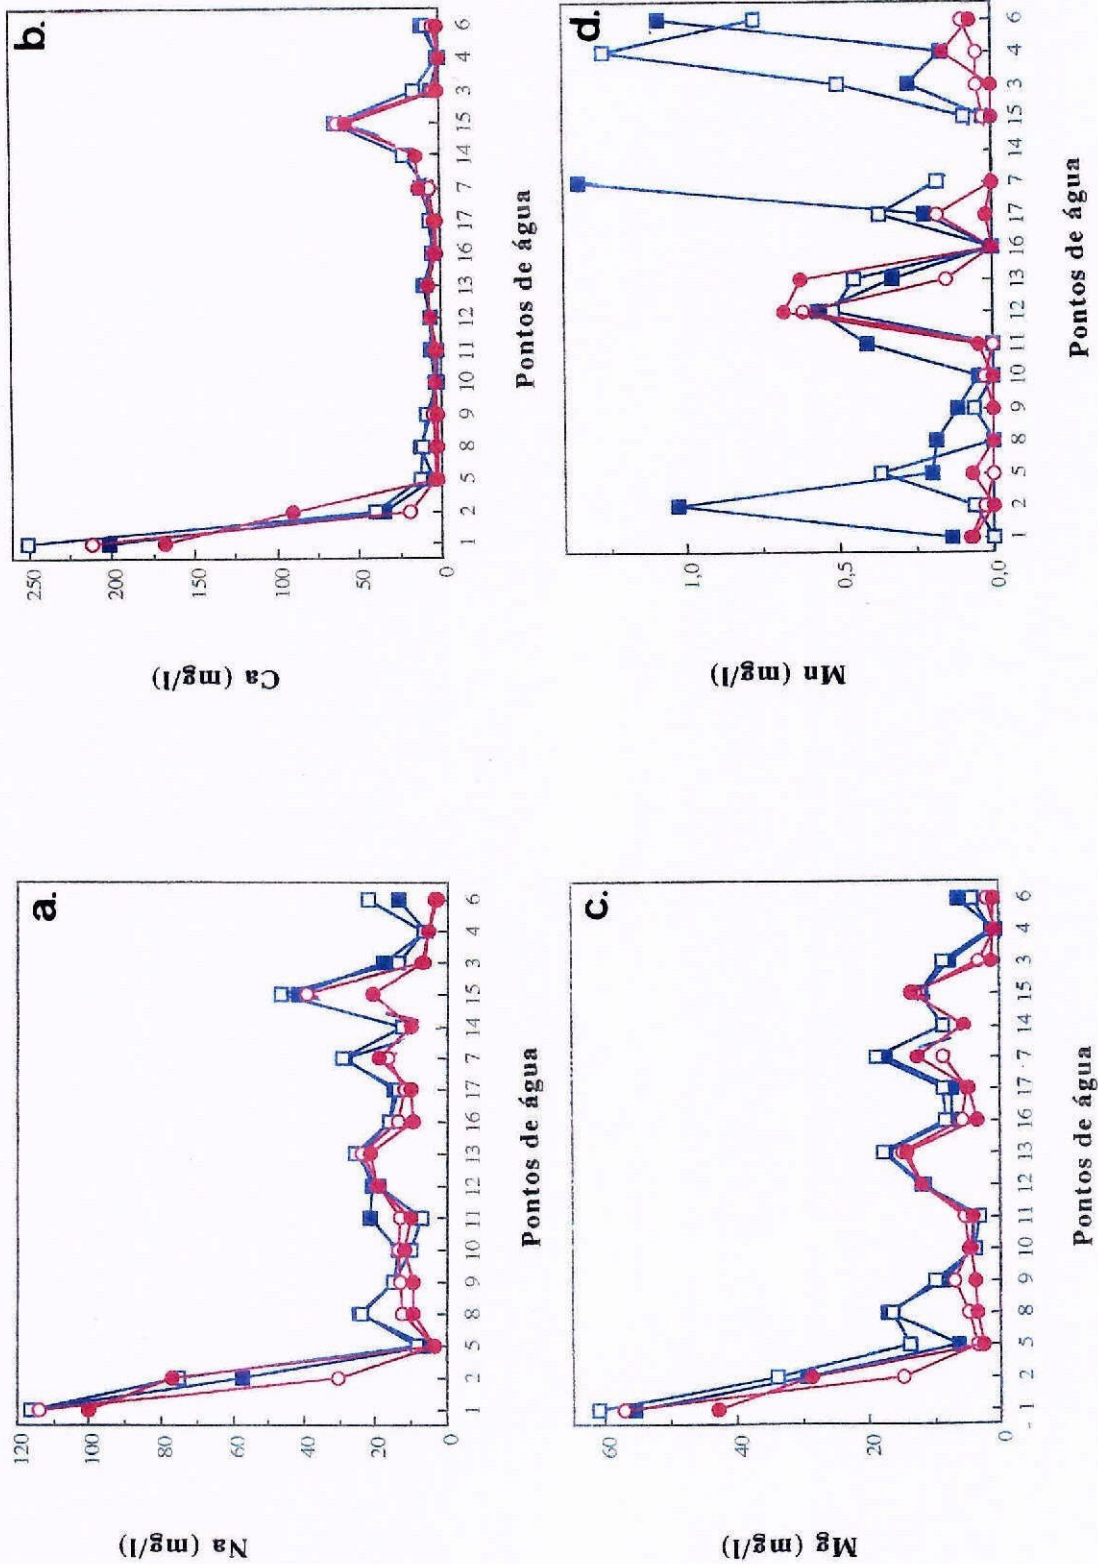 a.
Na (mg/l)
120
100
80
60
40
20
0
1 2 5 8 9 10 11 12 13 16 17 7 14 15 3 4 6
Pontos de água
b.
Ca (mg/l)
250
200
150
100
50
0
1 2 5 8 9 10 11 12 13 16 17 7 14 15 3 4 6
Pontos de água
c.
Mg (mg/l)
60
40
20
0
1 2 5 8 9 10 11 12 13 16 17 7 14 15 3 4 6
Pontos de água
d.
Mn (mg/l)
1,0
0,5
0,0
1 2 5 8 9 10 11 12 13 16 17 7 14 15 3 4 6
Pontos de água